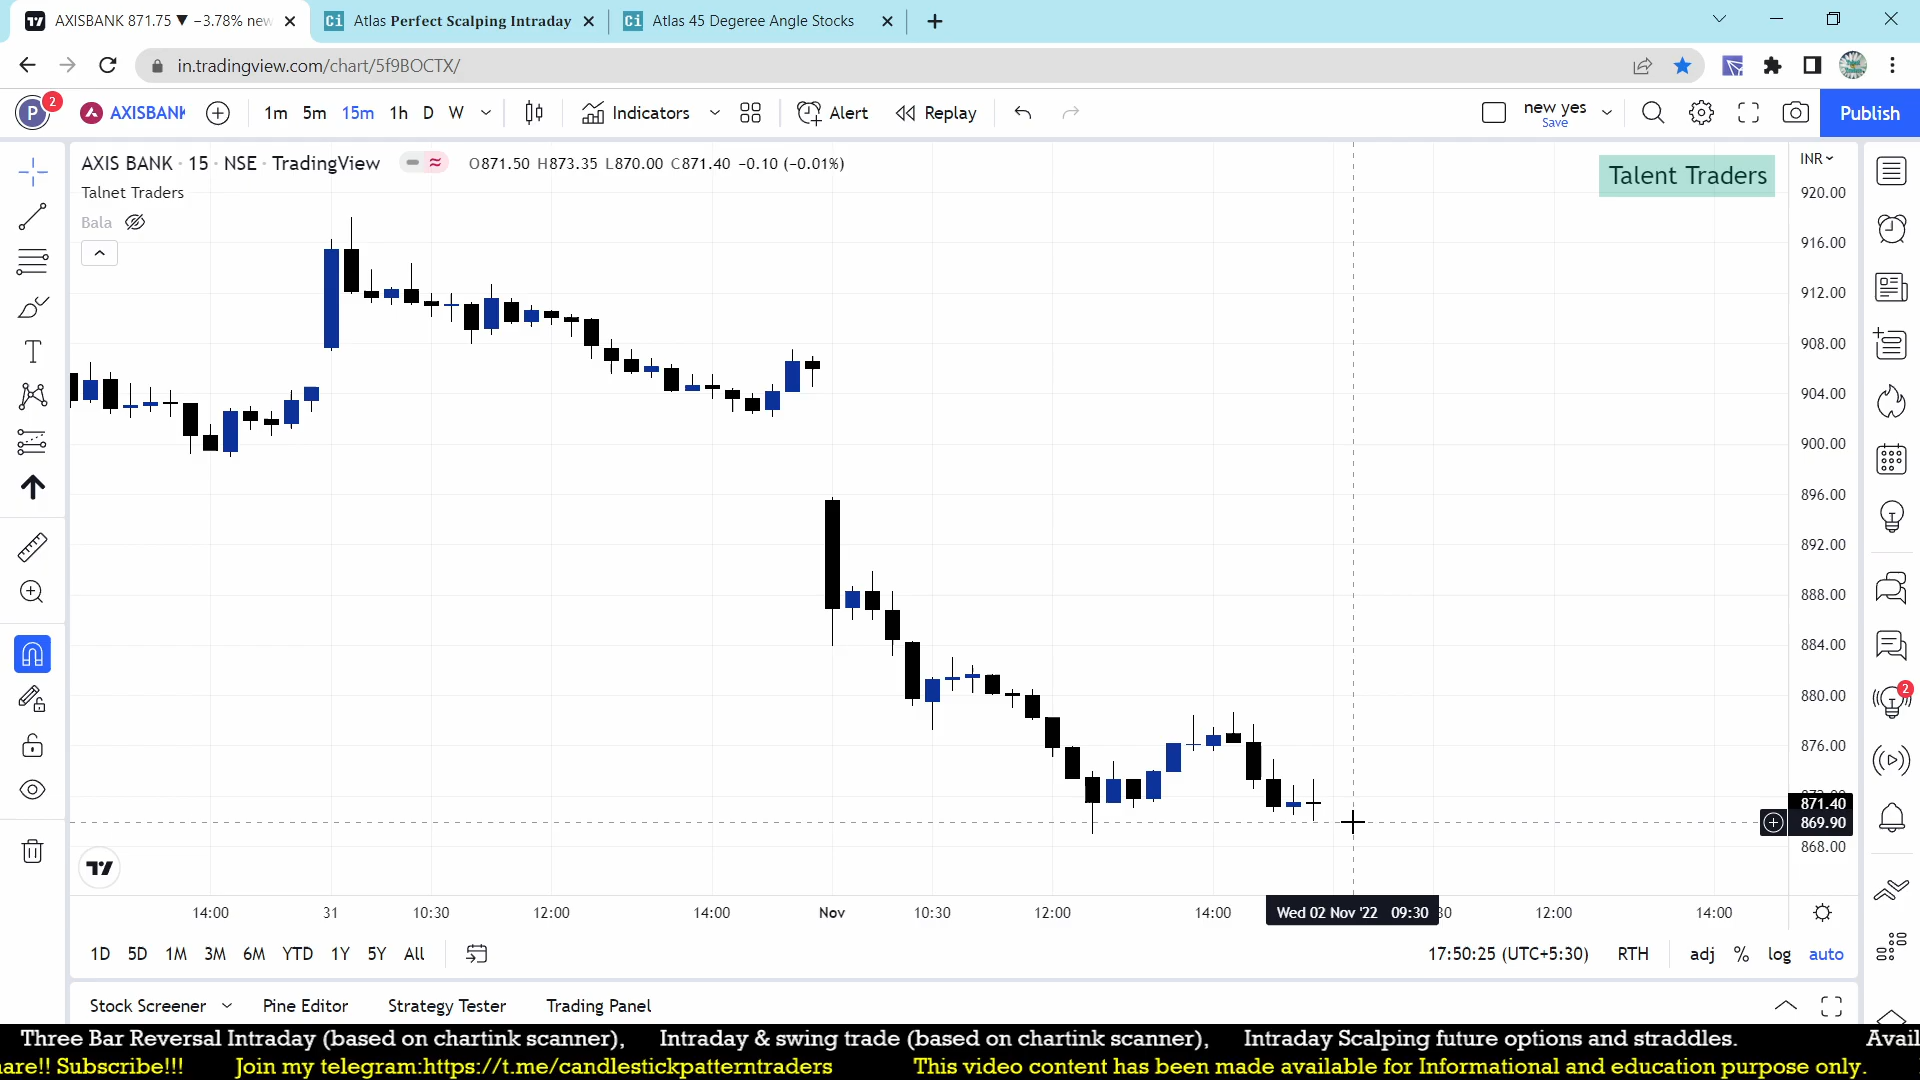 AXISBANK 871.75 ▼ −3.78% new
Ci Atlas Perfect Scalping Intraday
Ci Atlas 45 Degeree Angle Stocks
in.tradingview.com/chart/5f9BOCTX/
P 2 AXISBANK 1m 5m 15m 1h D W Indicators Alert Replay new yes Save Publish
AXIS BANK · 15 · NSE · TradingView O871.50 H873.35 L870.00 C871.40 −0.10 (−0.01%)
Talnet Traders
Bala
Talent Traders
INR
920.00
916.00
912.00
908.00
904.00
900.00
896.00
892.00
888.00
884.00
880.00
876.00
871.40
869.90
868.00
2
14:00 31 10:30 12:00 14:00 Nov 10:30 12:00 14:00 Wed 02 Nov '22 09:30 12:00 14:00
1D 5D 1M 3M 6M YTD 1Y 5Y All 17:50:25 (UTC+5:30) RTH adj % log auto
Stock Screener Pine Editor Strategy Tester Trading Panel
Three Bar Reversal Intraday (based on chartink scanner), Intraday & swing trade (based on chartink scanner), Intraday Scalping future options and straddles. Avail
are!! Subscribe!!! Join my telegram:https://t.me/candlestickpatterntraders This video content has been made available for Informational and education purpose only.